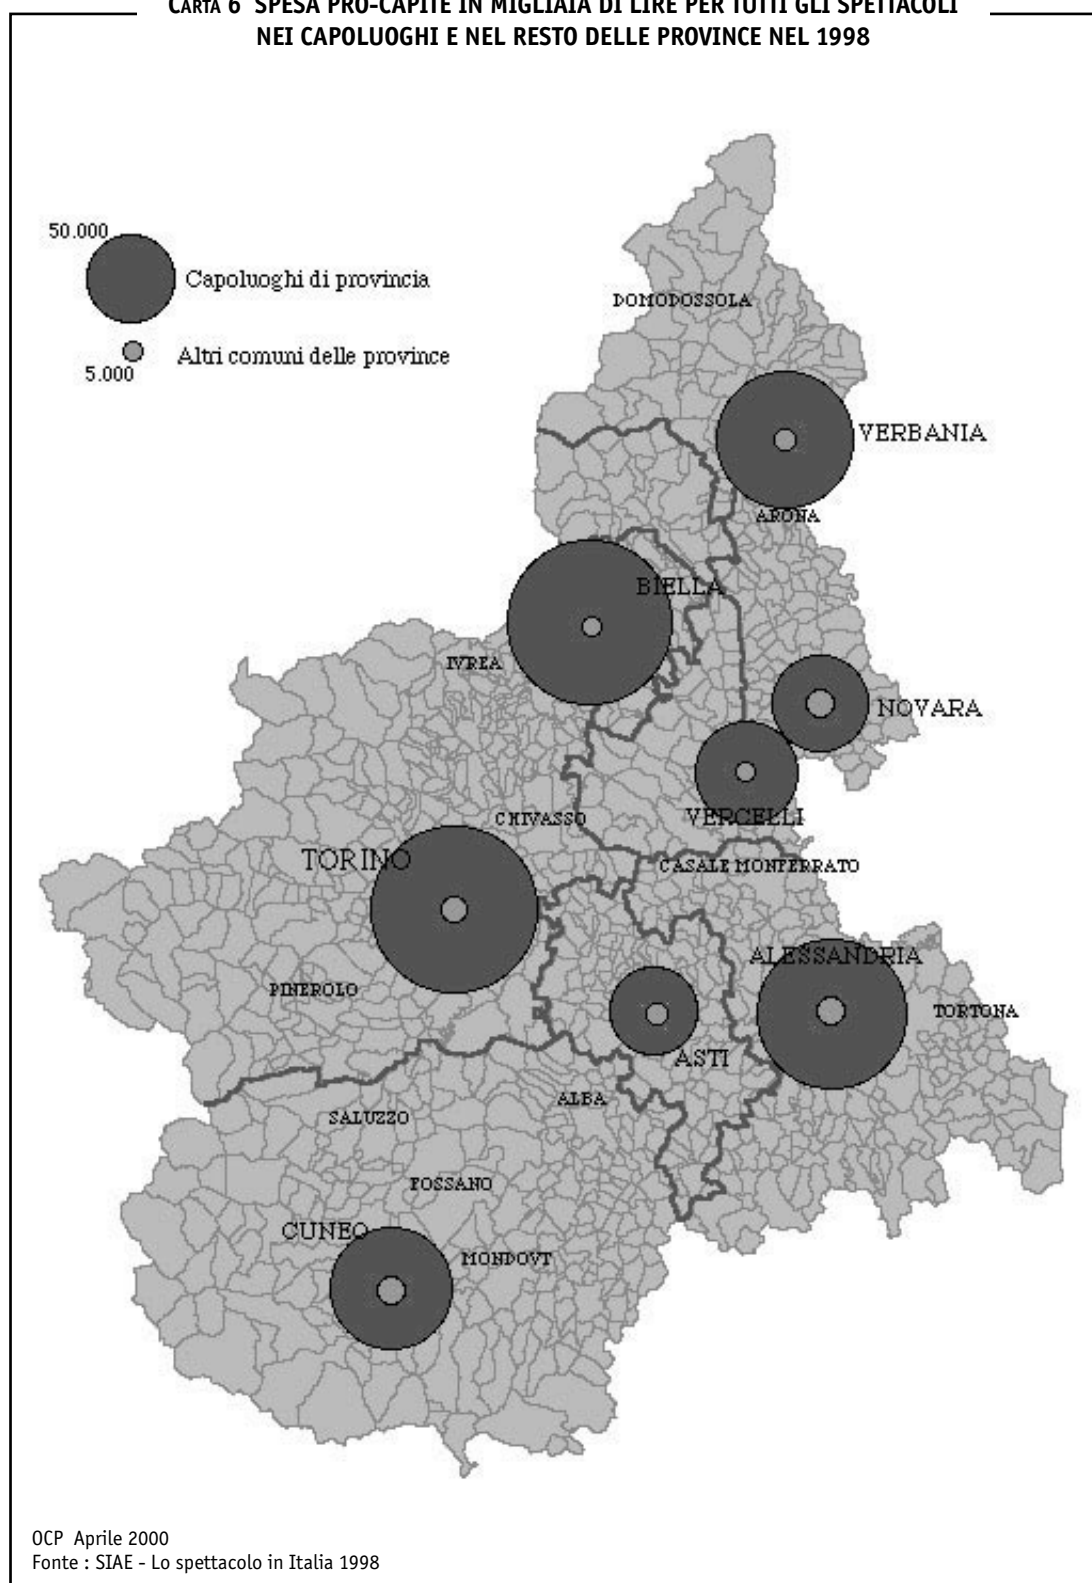 CARTA 6 SPESA PRO-CAPITE IN MIGLIAIA DI LIRE PER TUTTI GLI SPETTACOLI
NEI CAPOLUOGHI E NEL RESTO DELLE PROVINCE NEL 1998
50.000
Capoluoghi di provincia
Altri comuni delle province
5.000
DOMODOSSOLA
VERBANIA
ARONA
BIELLA
IVREA
NOVARA
CHIVASSO
VERCELLI
TORINO
CASALE MONFERRATO
ALESSANDRIA
PINEROLO
TORTONA
ASTI
ALBA
SALUZZO
FOSSANO
CUNEO
MONDOVT
OCP Aprile 2000
Fonte : SIAE - Lo spettacolo in Italia 1998